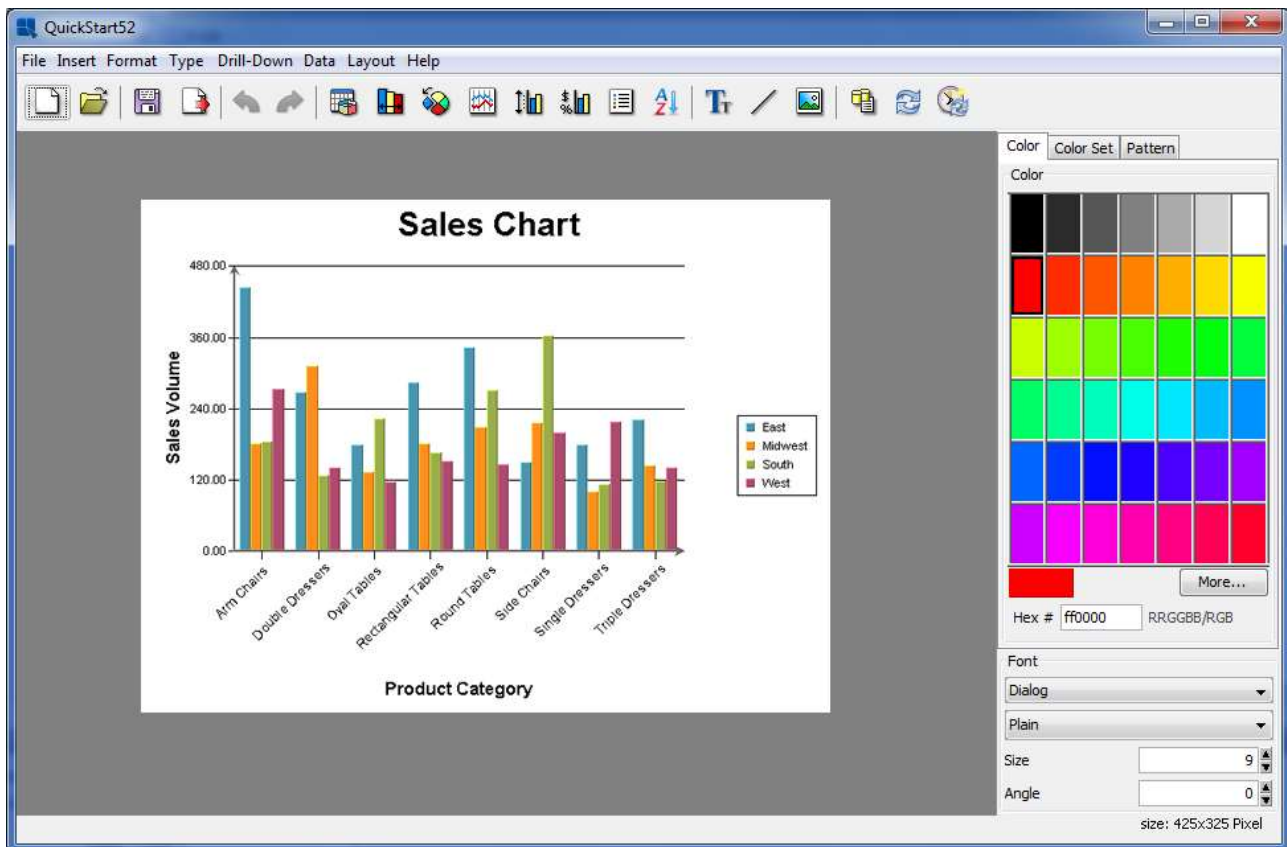 QuickStart52
File Insert Format Type Drill-Down Data Layout Help
Color Color Set Pattern
Color
Sales Chart
480.00
360.00
240.00
120.00
0.00
Sales Volume
East
Midwest
South
West
Arm Chairs
Double Dressers
Oval Tables
Rectangular Tables
Round Tables
Side Chairs
Single Dressers
Triple Dressers
Product Category
More...
Hex # ff0000 RRGGBB/RGB
Font
Dialog
Plain
Size 9
Angle 0
size: 425x325 Pixel